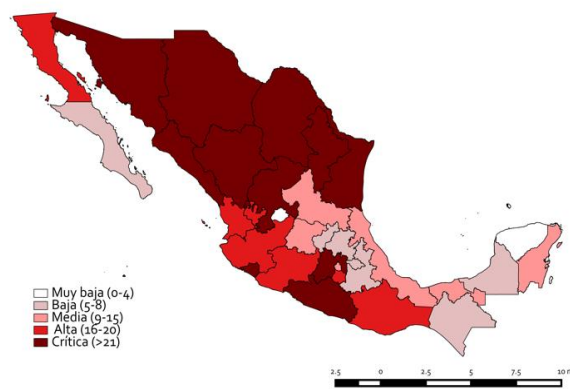 Muy baja (0-4)
Baja (5-8)
Media (9-15)
Alta (16-20)
Crítica (>21)
2.5 0 2.5 5 7.5 10 m